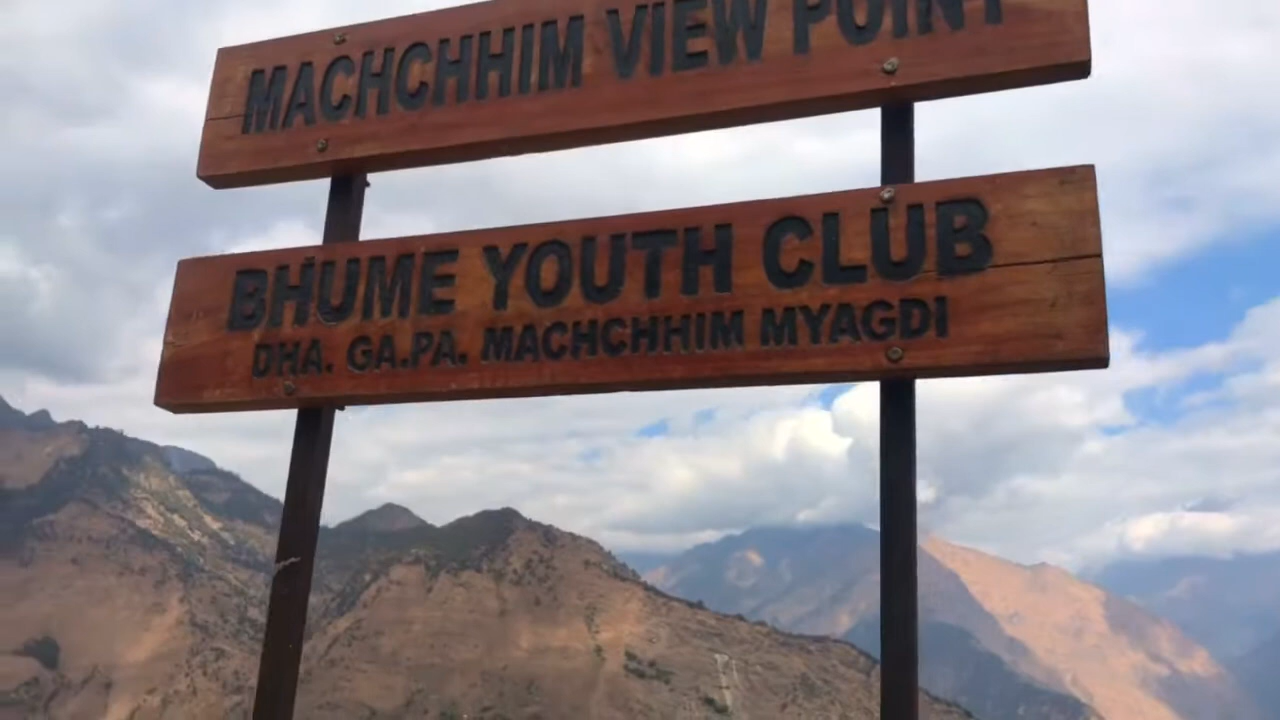 MACHCHHIM VIEW POINT
BHUME YOUTH CLUB
DHA. GA.PA. MACHCHHIM MYAGDI